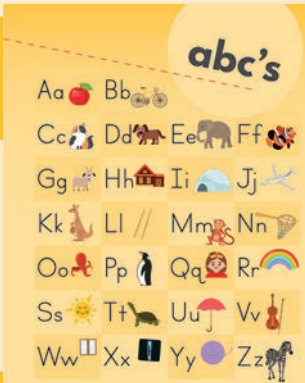 abc's
Aa Bb
Cc Dd Ee Ff
Gg Hh Ii Jj
Kk Ll Mm Nn
Oo Pp Qq Rr
Ss Tt Uu Vv
Ww Xx Yy Zz